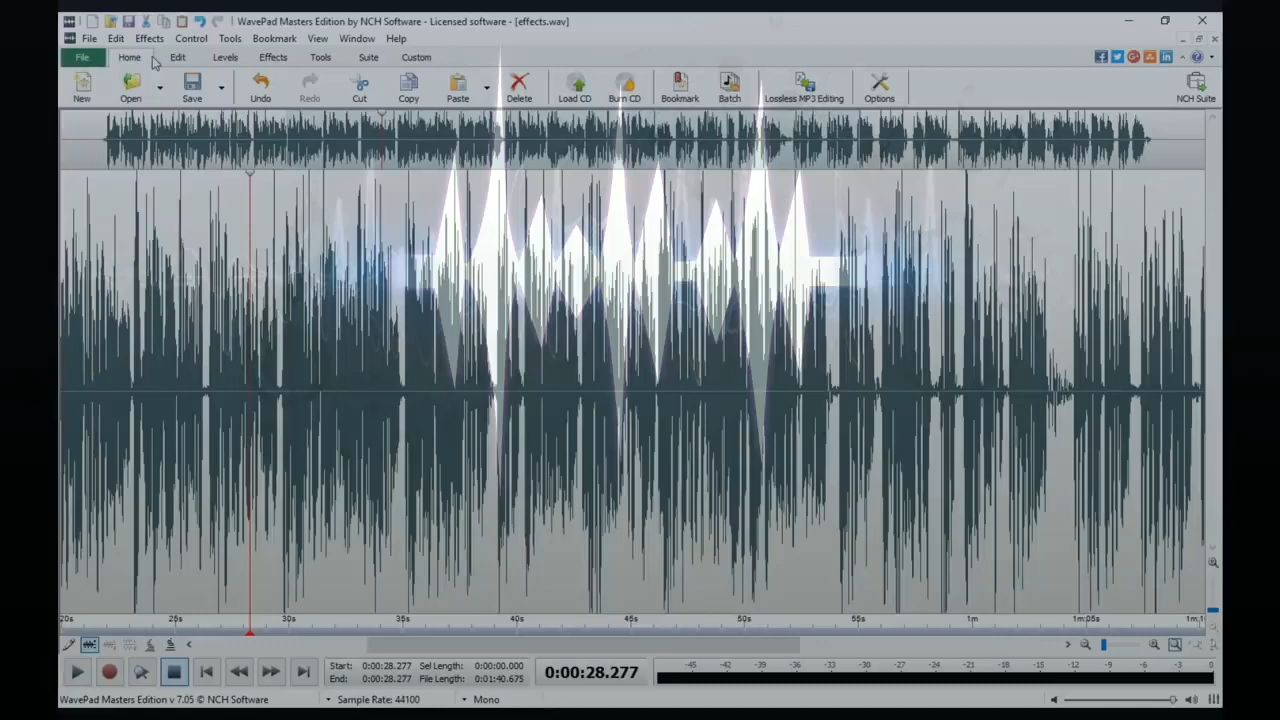 WavePad Masters Edition by NCH Software - Licensed software - [effects.wav]
File Edit Effects Control Tools Bookmark View Window Help
File Home Edit Levels Effects Tools Suite Custom
New Open Save Undo Redo Cut Copy Paste Delete Load CD Burn CD Bookmark Batch Lossless MP3 Editing Options NCH Suite
20s 25s 30s 35s 40s 45s 50s 55s 1m 1m:05s 1m:1
Start: 0:00:28.277 Sel Length: 0:00:00.000
End: 0:00:28.277 File Length: 0:01:40.675
0:00:28.277
-45 -42 -39 -36 -33 -30 -27 -24 -21 -18 -15 -12 -9 -6 -3 0
WavePad Masters Edition v 7.05 © NCH Software Sample Rate: 44100 Mono